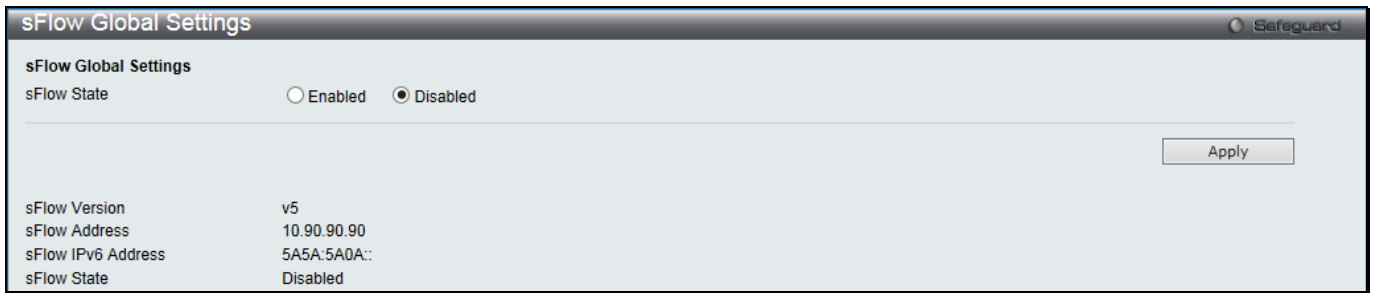 sFlow Global Settings
Safeguard
sFlow Global Settings
sFlow State Enabled Disabled
Apply
sFlow Version v5
sFlow Address 10.90.90.90
sFlow IPv6 Address 5A5A:5A0A::
sFlow State Disabled